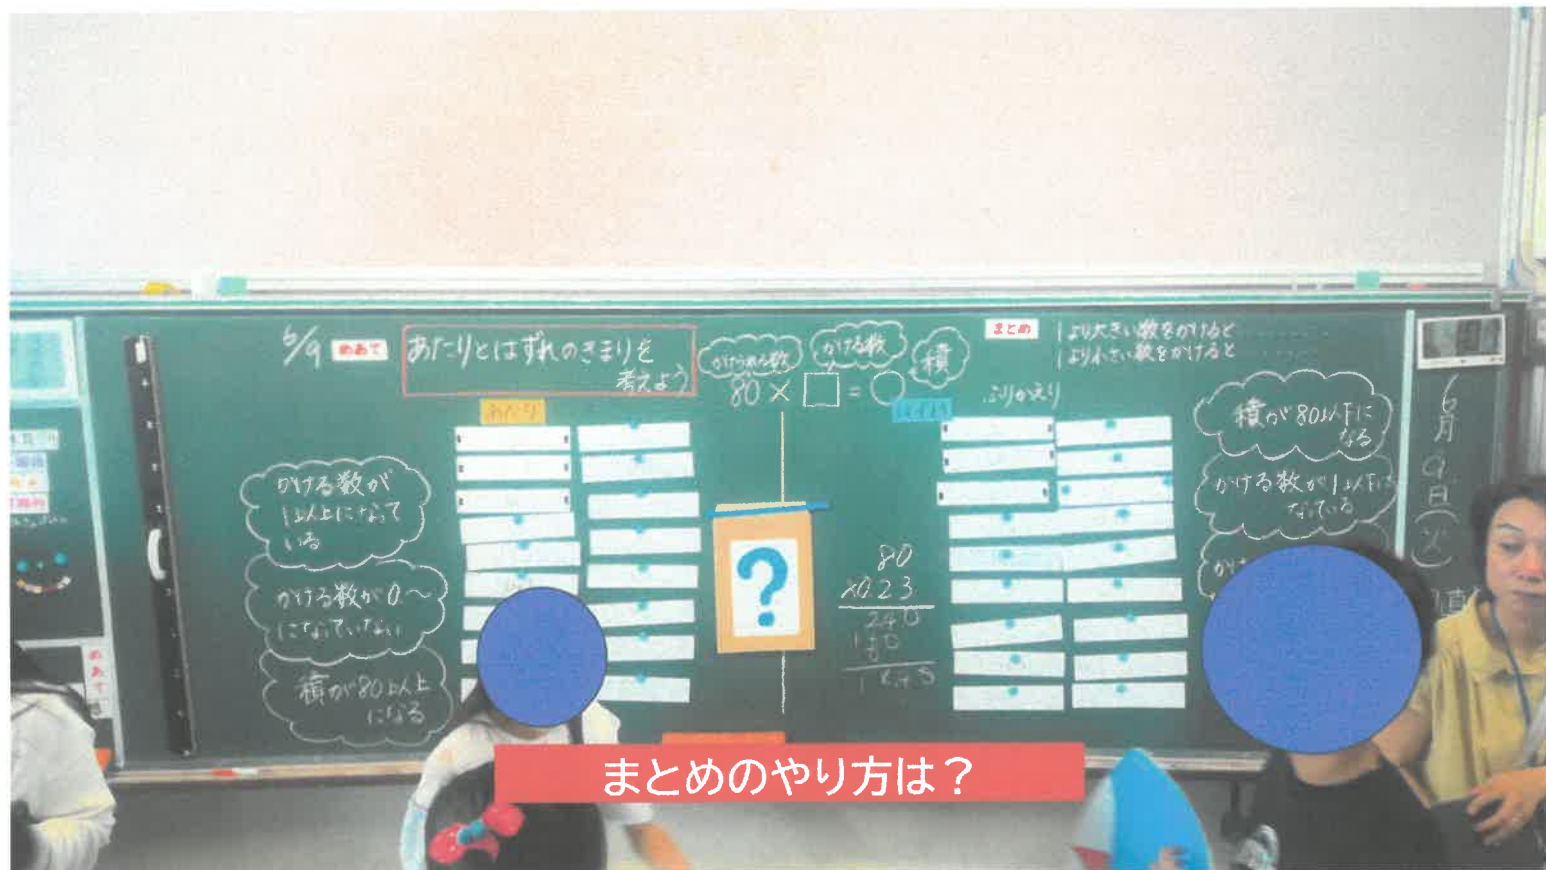 6/9
めあて
あたりとはずれのきまりを
考えよう
かけられる数
かける数
積
80×□=○
まとめ
1より大きい数をかけると
1より小さい数をかけると
ふりかえり
あたり
かける数が
1以上になって
いる
かける数が0.〜
になっていない
積が80以上
になる
?
80
×0.23
240
積が80以下に
なる
かける数が1以下に
なっている
6月9日(火)
めあて
まとめのやり方は？